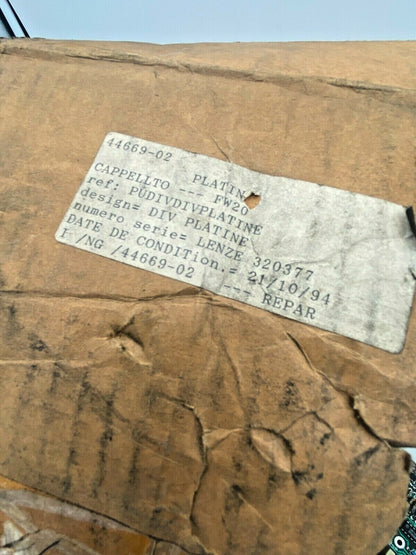 44669-02
PLATIN
CAPPELLTO --- FW20
ref: PUDIVDIVPLATINE
design= DIV PLATINE
numero serie= LENZE 320377
DATE DE CONDITION.= 21/10/94
I /NG /44669-02 --- REPAR